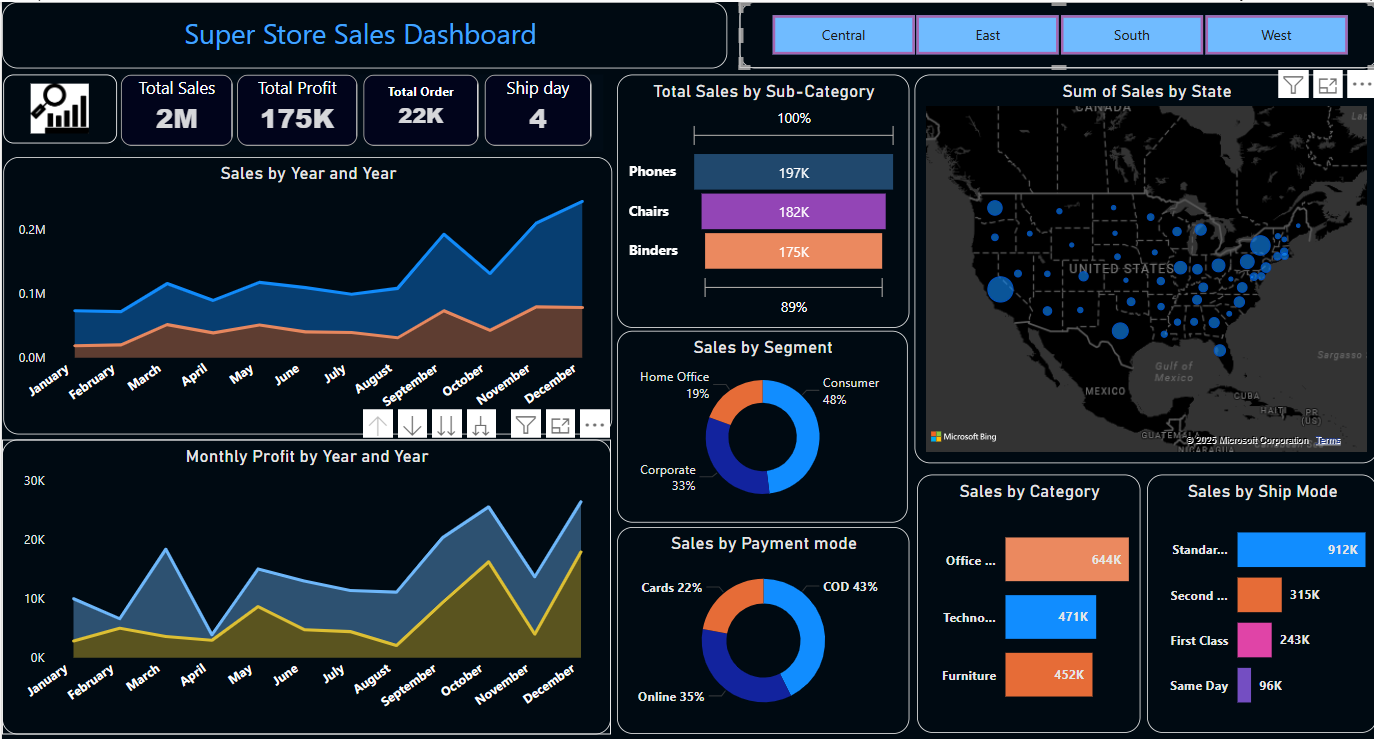 Super Store Sales Dashboard
Central
East
South
West
Total Sales
2M
Total Profit
175K
Total Order
22K
Ship day
4
Sales by Year and Year
0.2M
0.1M
0.0M
January
February
March
April
May
June
July
August
September
October
November
December
Monthly Profit by Year and Year
30K
20K
10K
0K
January
February
March
April
May
June
July
August
September
October
November
December
Total Sales by Sub-Category
100%
Phones
197K
Chairs
182K
Binders
175K
89%
Sales by Segment
Home Office
19%
Consumer
48%
Corporate
33%
Sales by Payment mode
Cards 22%
COD 43%
Online 35%
Sum of Sales by State
CANADA
UNITED STATES
MEXICO
Gulf of
Mexico
Sargasso
CUBA
HAITI
PR
(US)
Microsoft Bing
© 2025 Microsoft Corporation
Terms
NICARAGUA
Sales by Category
Office ...
644K
Techno...
471K
Furniture
452K
Sales by Ship Mode
Standar...
912K
Second ...
315K
First Class
243K
Same Day
96K